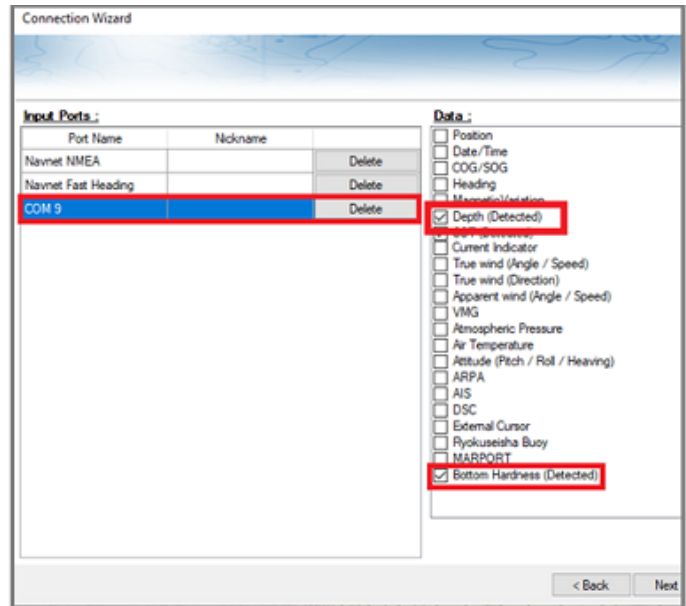 Connection Wizard
Input Ports :
Port Name Nickname
Navnet NMEA Delete
Navnet Fast Heading Delete
COM 9 Delete
Data :
Position
Date/Time
COG/SOG
Heading
Magnetic Variation
Depth (Detected)
SST (Detected)
Current Indicator
True wind (Angle / Speed)
True wind (Direction)
Apparent wind (Angle / Speed)
VMG
Atmospheric Pressure
Air Temperature
Attitude (Pitch / Roll / Heaving)
ARPA
AIS
DSC
External Cursor
Ryokuseisha Buoy
MARPORT
Bottom Hardness (Detected)
< Back Next